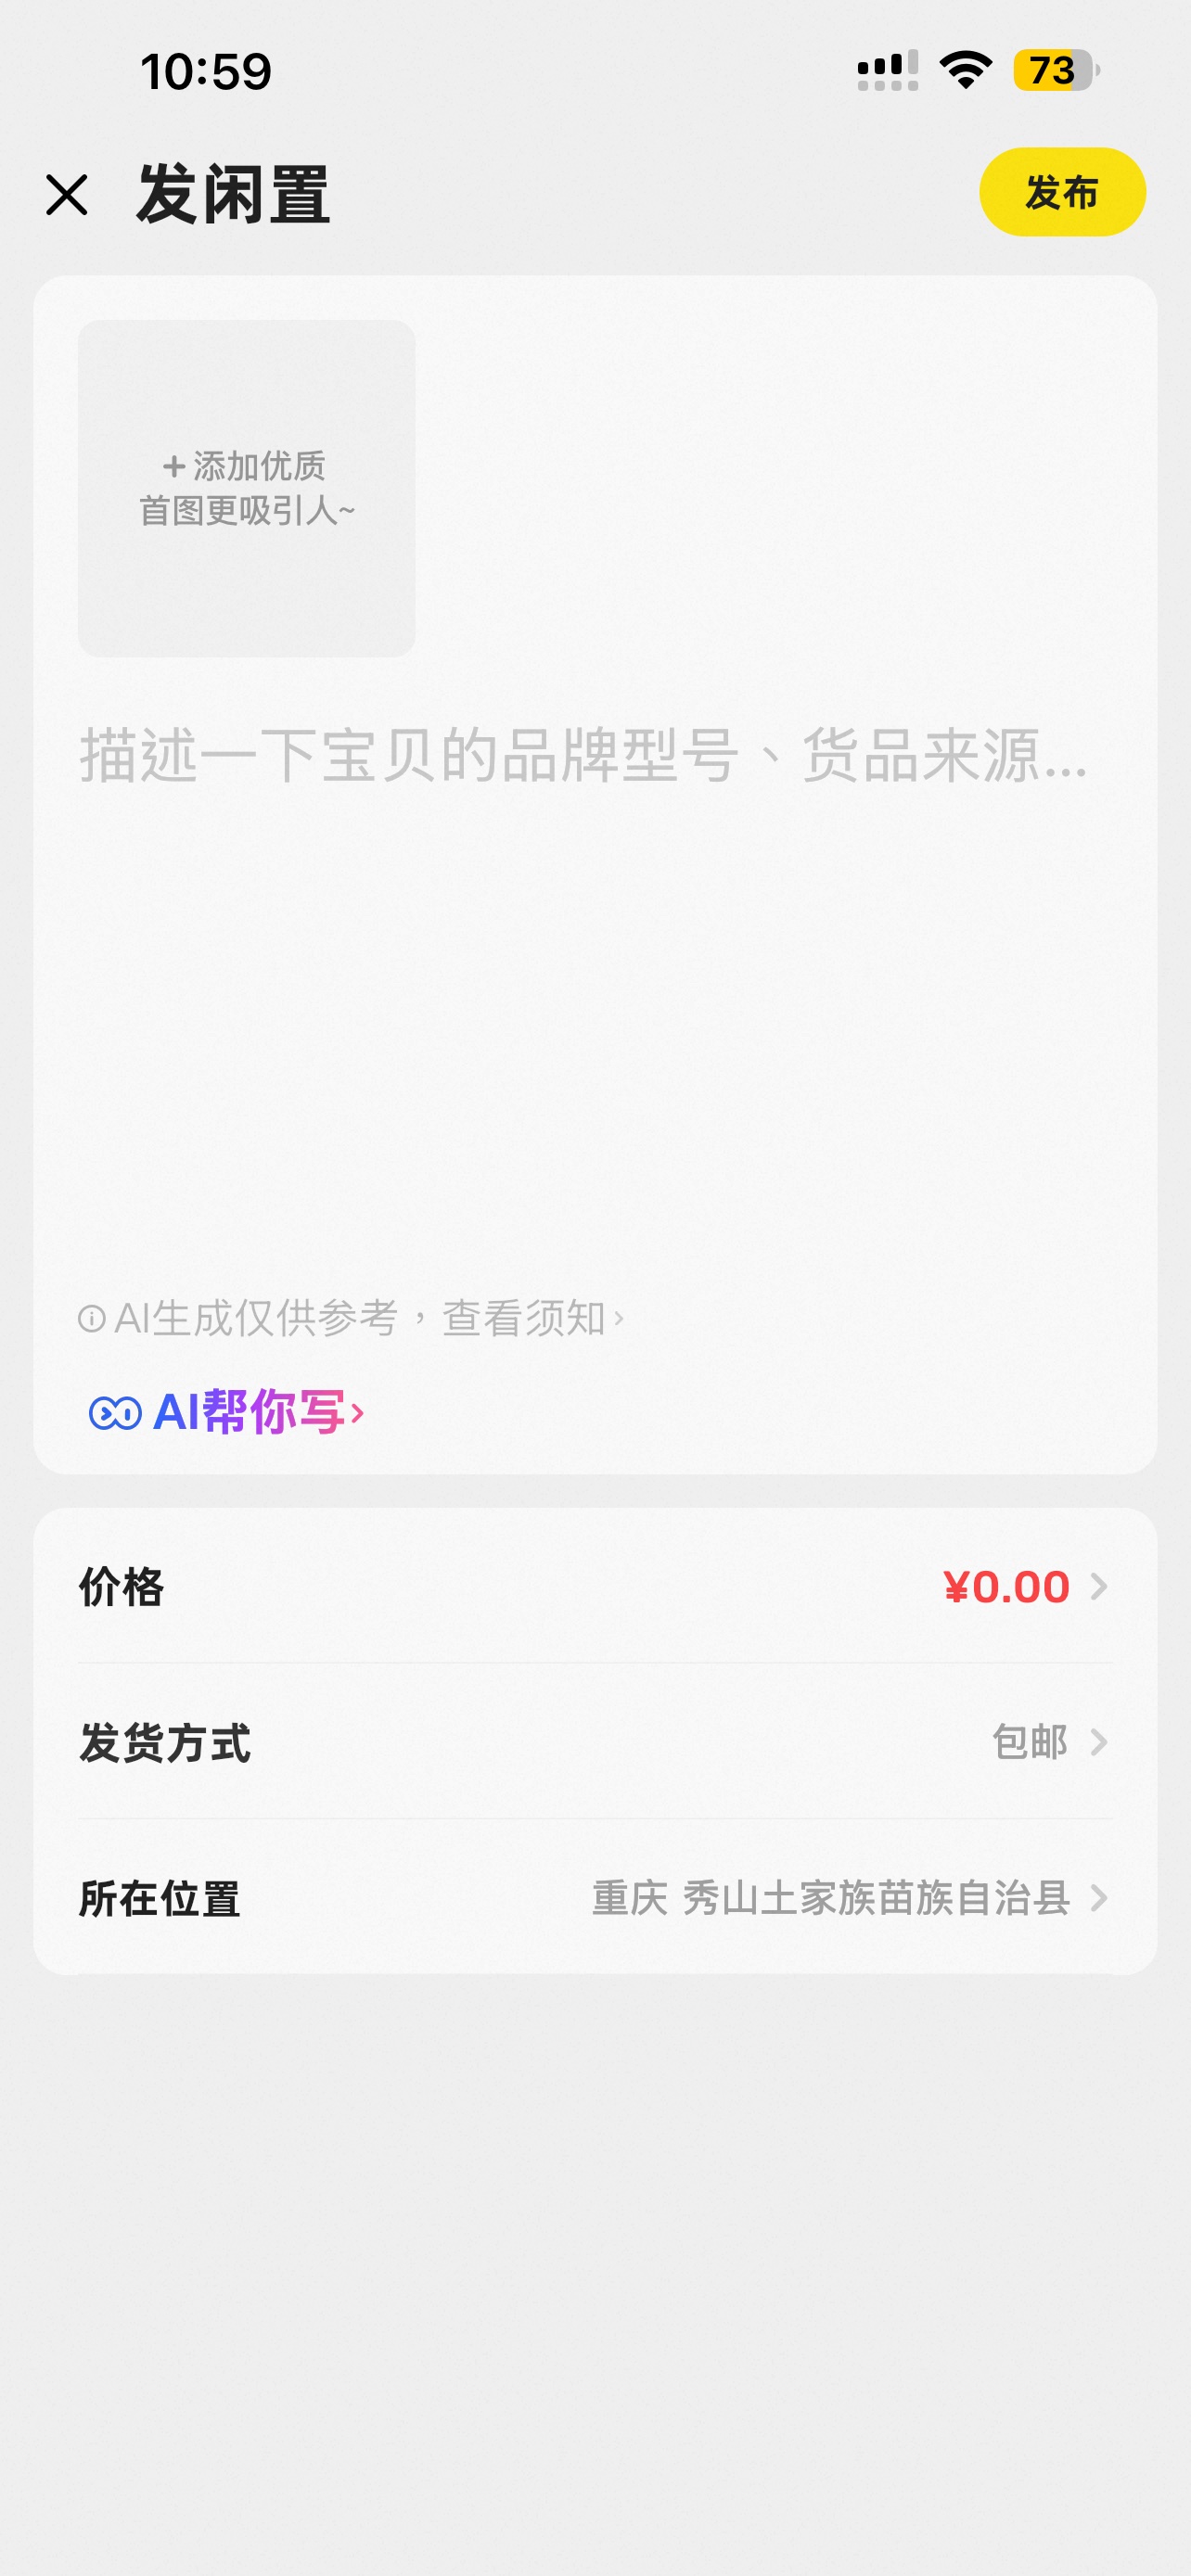 10:59
73
发闲置
发布
+ 添加优质
首图更吸引人~
描述一下宝贝的品牌型号、货品来源...
AI生成仅供参考，查看须知
AI帮你写
价格
¥0.00
发货方式
包邮
所在位置
重庆 秀山土家族苗族自治县